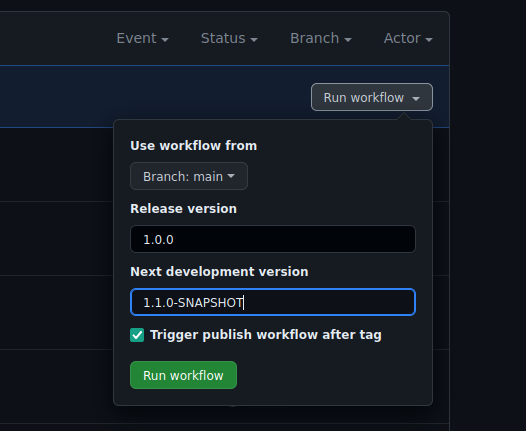 Event Status Branch Actor
Run workflow
Use workflow from
Branch: main
Release version
1.0.0
Next development version
1.1.0-SNAPSHOT
Trigger publish workflow after tag
Run workflow